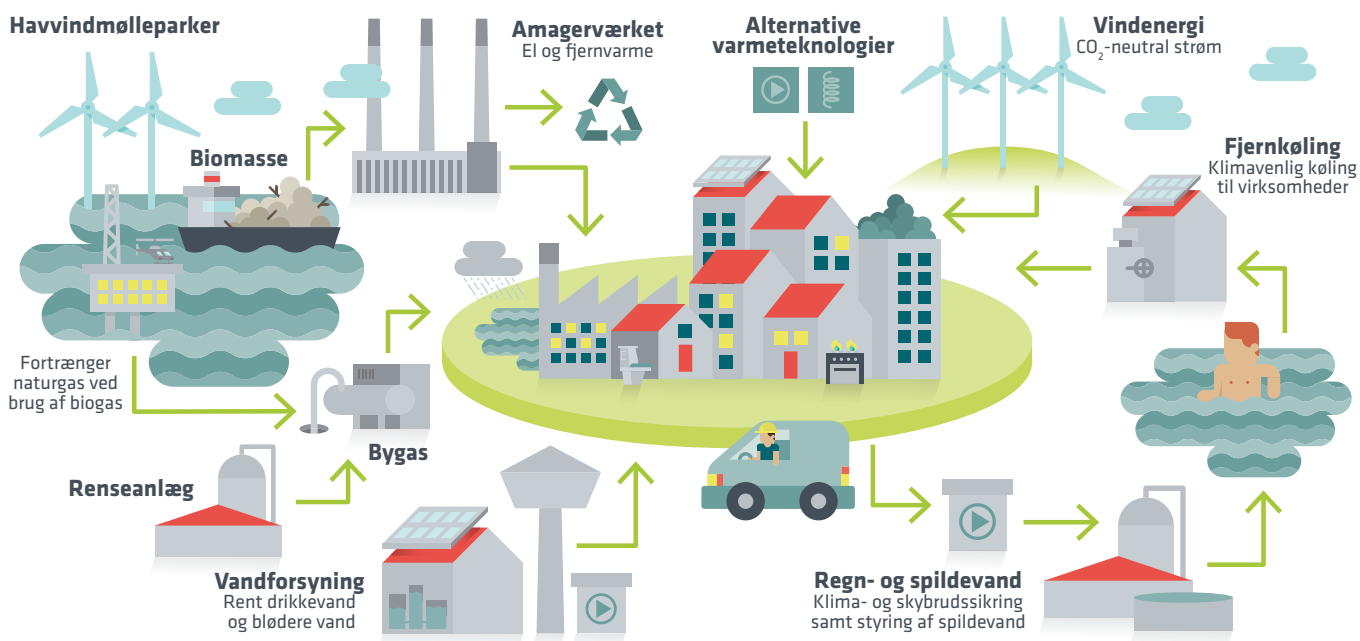 Havvindmølleparker
Amagerværket
El og fjernvarme
Alternative
varmeteknologier
Vindenergi
CO₂-neutral strøm
Biomasse
Fjernkøling
Klimavenlig køling
til virksomheder
Fortrænger
naturgas ved
brug af biogas
Bygas
Renseanlæg
Vandforsyning
Rent drikkevand
og blødere vand
Regn- og spildevand
Klima- og skybrudssikring
samt styring af spildevand